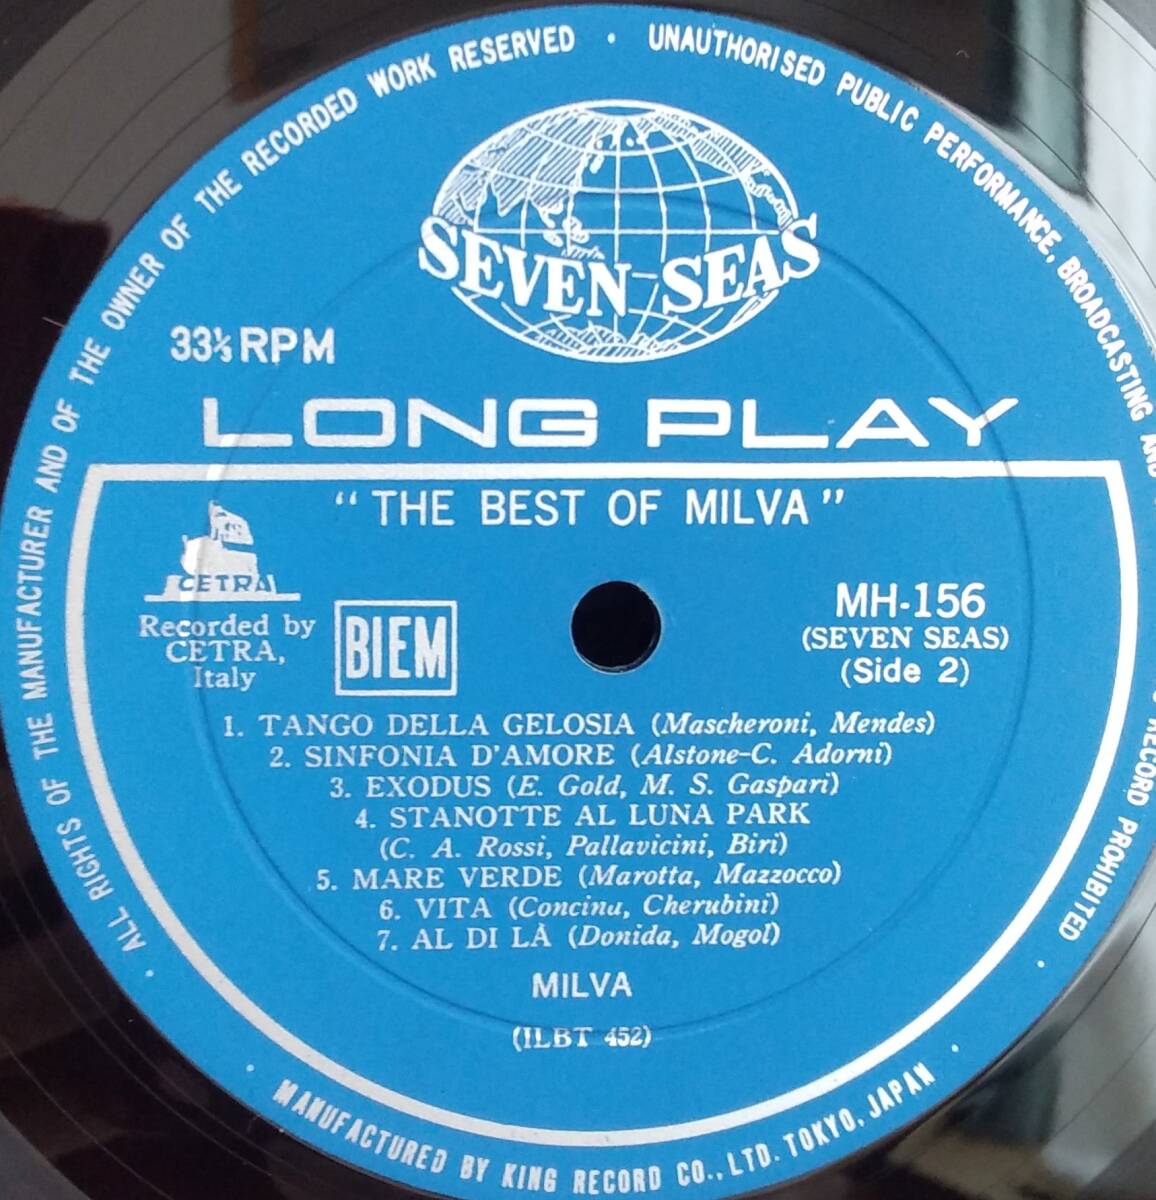 ALL RIGHTS OF THE MANUFACTURER AND OF THE OWNER OF THE RECORDED WORK RESERVED · UNAUTHORISED PUBLIC PERFORMANCE, BROADCASTING AND RECORD PROHIBITED
SEVEN SEAS
33⅓ RPM
LONG PLAY
"THE BEST OF MILVA"
CETRA
Recorded by
CETRA,
Italy
BIEM
MH-156
(SEVEN SEAS)
(Side 2)
1. TANGO DELLA GELOSIA (Mascheroni, Mendes)
2. SINFONIA D'AMORE (Alstone-C. Adorni)
3. EXODUS (E. Gold, M. S. Gaspari)
4. STANOTTE AL LUNA PARK
(C. A. Rossi, Pallavicini, Biri)
5. MARE VERDE (Marotta, Mazzocco)
6. VITA (Concina, Cherubini)
7. AL DI LÀ (Donida, Mogol)
MILVA
(ILBT 452)
· MANUFACTURED BY KING RECORD CO., LTD. TOKYO, JAPAN ·